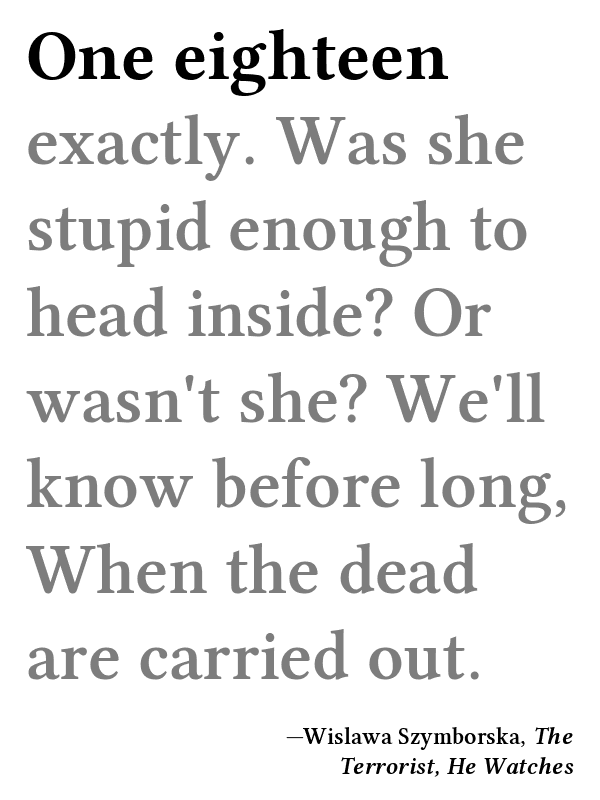 One eighteen
exactly. Was she
stupid enough to
head inside? Or
wasn't she? We'll
know before long,
When the dead
are carried out.
—Wislawa Szymborska, The
Terrorist, He Watches